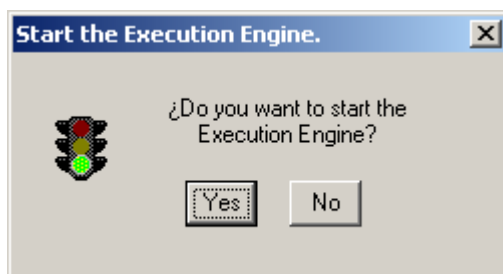 Start the Execution Engine.
¿Do you want to start the
Execution Engine?
Yes
No